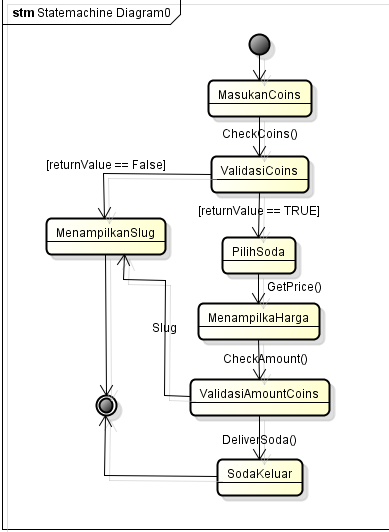 stm Statemachine Diagram0
MasukanCoins
CheckCoins()
[returnValue == False]
ValidasiCoins
[returnValue == TRUE]
MenampilkanSlug
PilihSoda
GetPrice()
MenampilkaHarga
Slug
CheckAmount()
ValidasiAmountCoins
DeliverSoda()
SodaKeluar